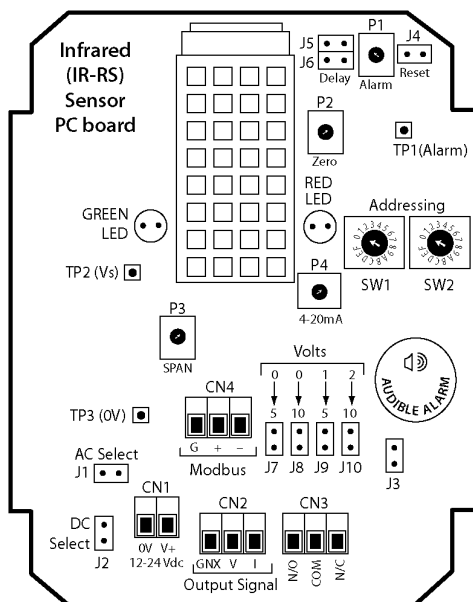 Infrared
(IR-RS)
Sensor
PC board
J5
J6
Delay
P1
Alarm
J4
Reset
P2
Zero
TP1(Alarm)
GREEN
LED
RED
LED
Addressing
SW1
SW2
TP2 (Vs)
P4
4-20mA
P3
SPAN
Volts
0 0 1 2
5 10 5 10
J7 J8 J9 J10
AUDIBLE ALARM
CN4
G + –
Modbus
TP3 (0V)
AC Select
J1
J3
CN1
0V V+
12-24 Vdc
DC
Select
J2
CN2
GNX V I
Output Signal
CN3
N/O COM N/C